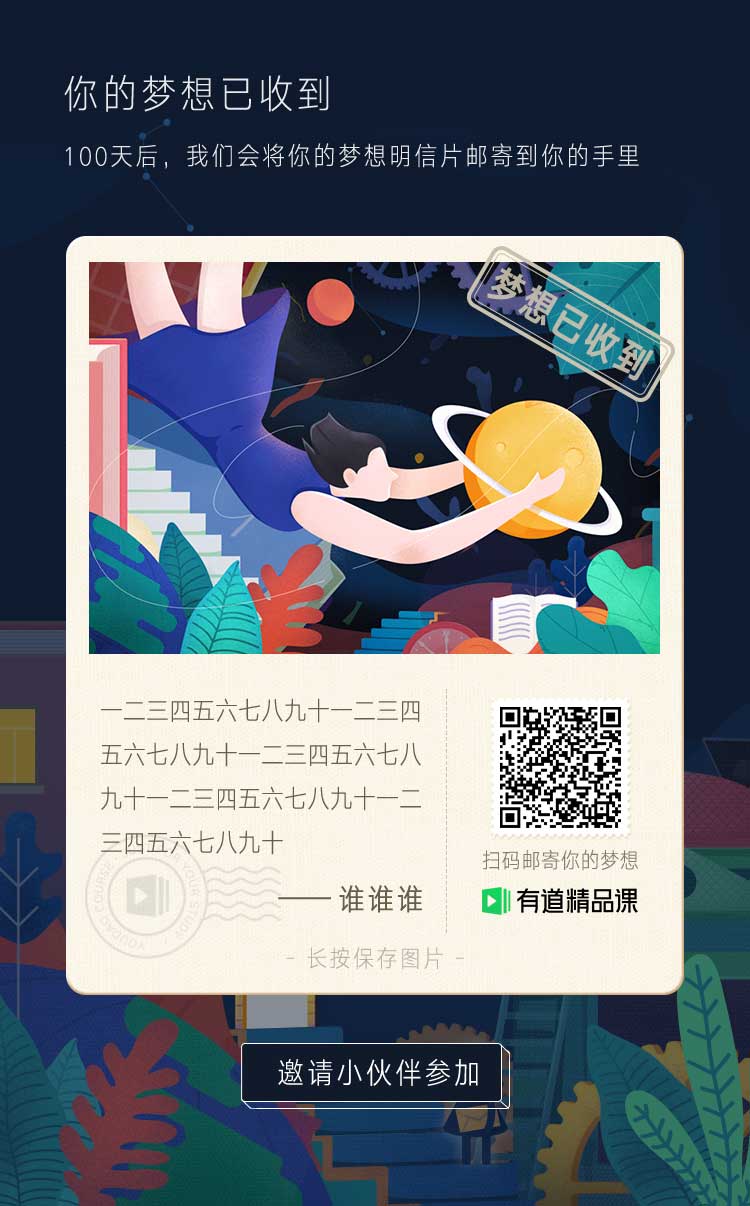 你的梦想已收到
100天后，我们会将你的梦想明信片邮寄到你的手里
梦想已收到
一二三四五六七八九十一二三四
五六七八九十一二三四五六七八
九十一二三四五六七八九十一二
三四五六七八九十
—— 谁谁谁
扫码邮寄你的梦想
有道精品课
- 长按保存图片 -
邀请小伙伴参加